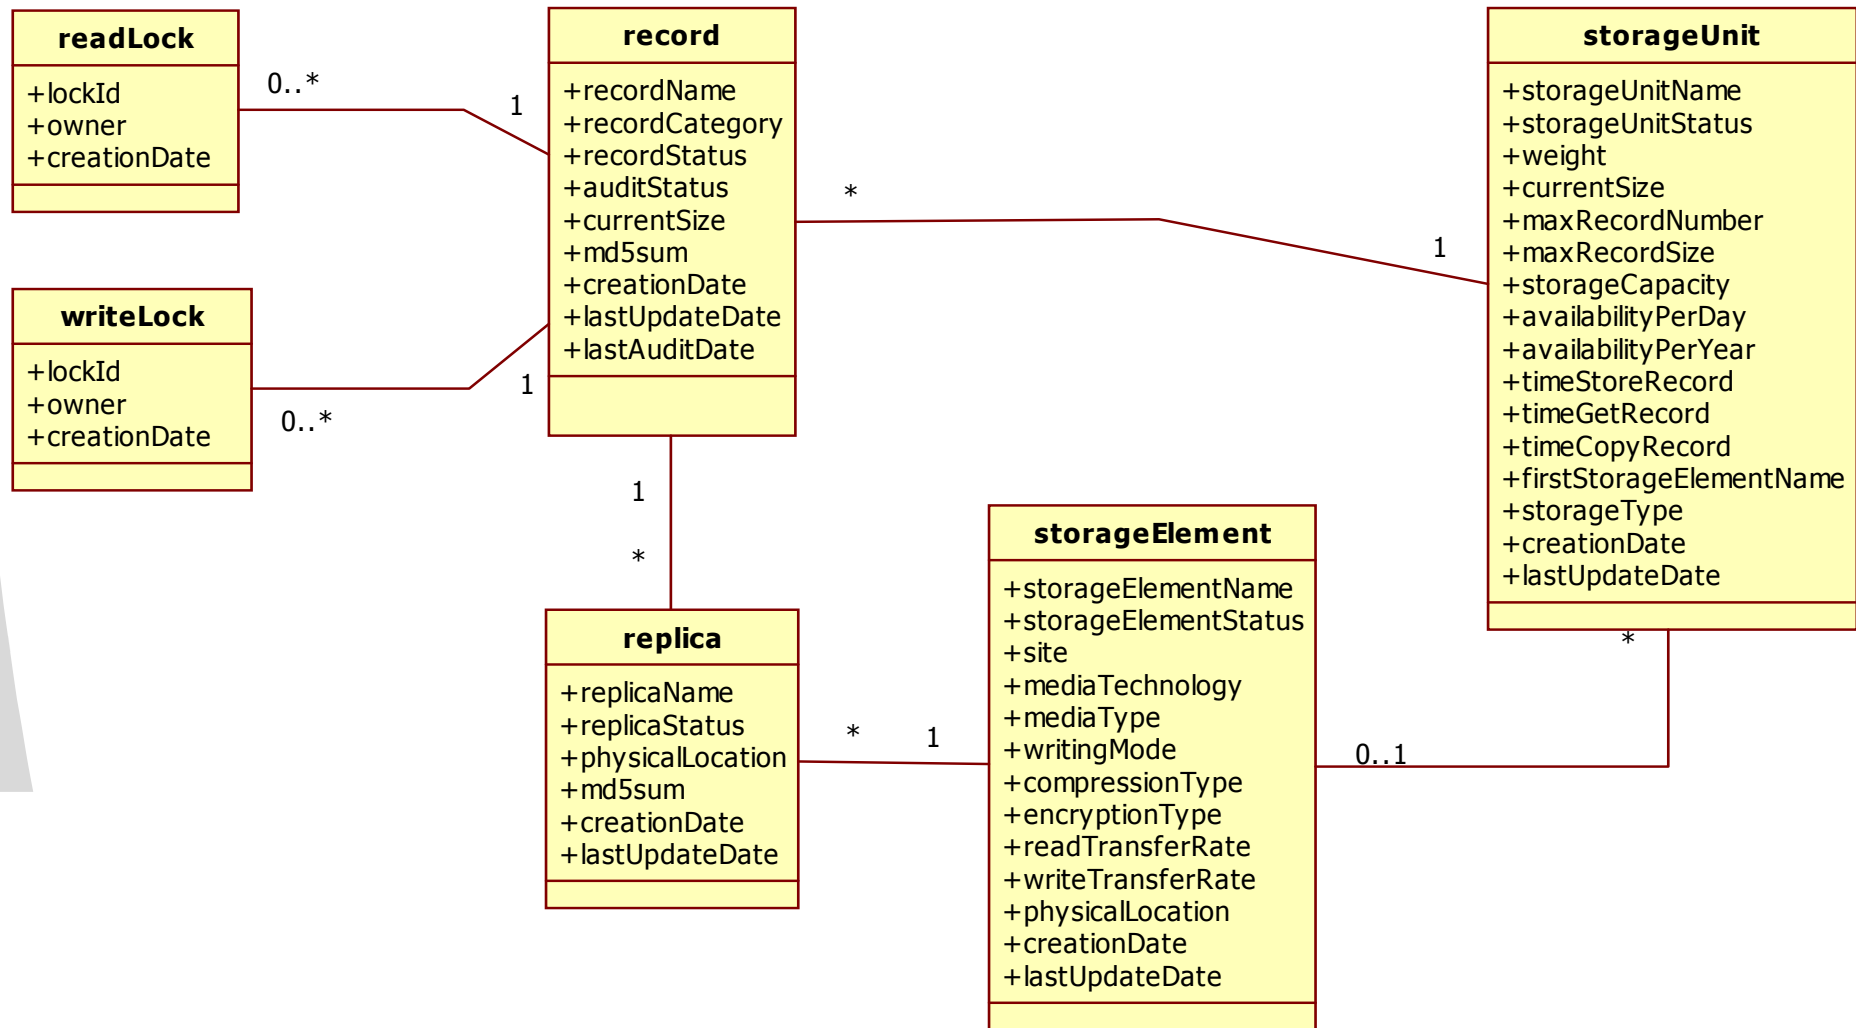 readLock
+lockId
+owner
+creationDate
0..*
1
record
+recordName
+recordCategory
+recordStatus
+auditStatus
+currentSize
+md5sum
+creationDate
+lastUpdateDate
+lastAuditDate
*
1
storageUnit
+storageUnitName
+storageUnitStatus
+weight
+currentSize
+maxRecordNumber
+maxRecordSize
+storageCapacity
+availabilityPerDay
+availabilityPerYear
+timeStoreRecord
+timeGetRecord
+timeCopyRecord
+firstStorageElementName
+storageType
+creationDate
+lastUpdateDate
*
writeLock
+lockId
+owner
+creationDate
0..*
1
1
*
replica
+replicaName
+replicaStatus
+physicalLocation
+md5sum
+creationDate
+lastUpdateDate
*
1
storageElement
+storageElementName
+storageElementStatus
+site
+mediaTechnology
+mediaType
+writingMode
+compressionType
+encryptionType
+readTransferRate
+writeTransferRate
+physicalLocation
+creationDate
+lastUpdateDate
0..1